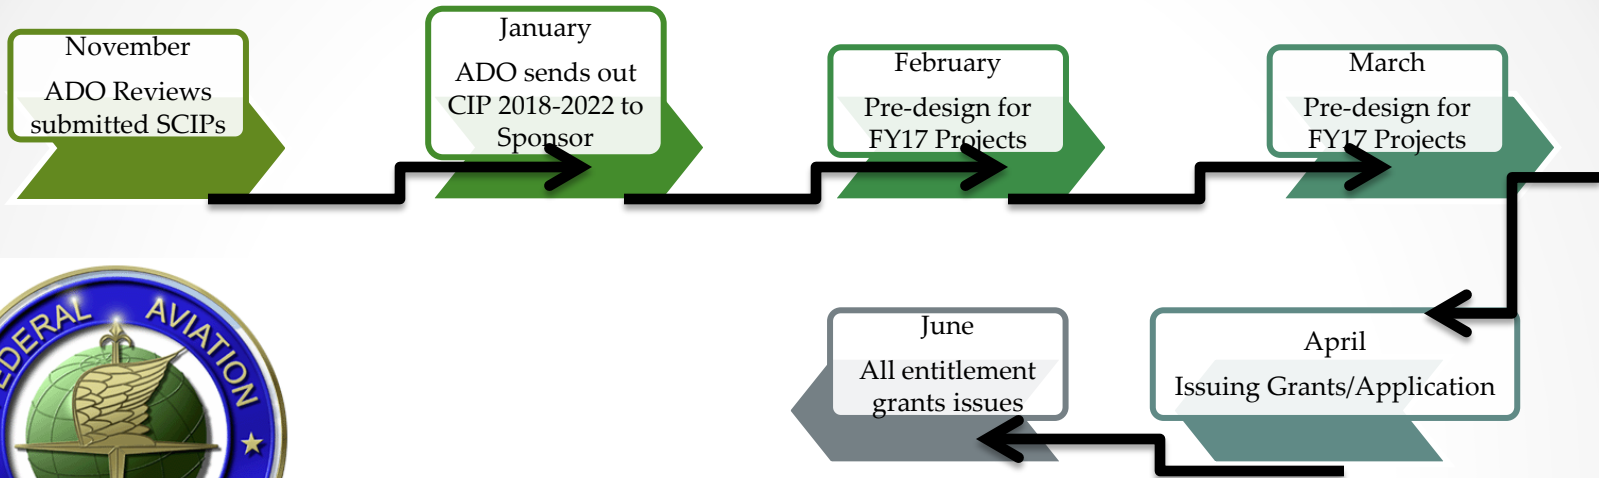 November
ADO Reviews
submitted SCIPs
January
ADO sends out
CIP 2018-2022 to
Sponsor
February
Pre-design for
FY17 Projects
March
Pre-design for
FY17 Projects
April
Issuing Grants/Application
June
All entitlement
grants issues
DERAL AVIATION